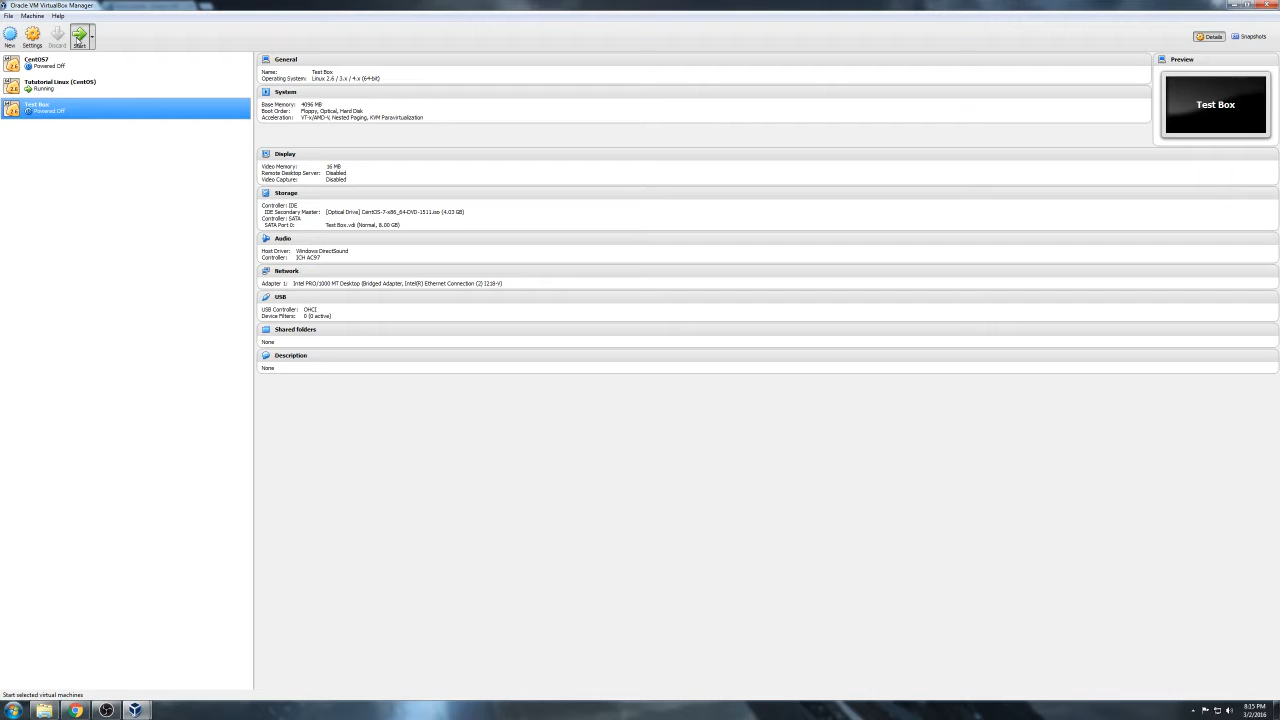 Oracle VM VirtualBox Manager
File Machine Help
New Settings Discard Start
Details Snapshots
CentOS7
Powered Off
Tututorial Linux (CentOS)
Running
Test Box
Powered Off
General
Name: Test Box
Operating System: Linux 2.6 / 3.x / 4.x (64-bit)
System
Base Memory: 4096 MB
Boot Order: Floppy, Optical, Hard Disk
Acceleration: VT-x/AMD-V, Nested Paging, KVM Paravirtualization
Preview
Test Box
Display
Video Memory: 16 MB
Remote Desktop Server: Disabled
Video Capture: Disabled
Storage
Controller: IDE
IDE Secondary Master: [Optical Drive] CentOS-7-x86_64-DVD-1511.iso (4.03 GB)
Controller: SATA
SATA Port 0: Test Box.vdi (Normal, 8.00 GB)
Audio
Host Driver: Windows DirectSound
Controller: ICH AC97
Network
Adapter 1: Intel PRO/1000 MT Desktop (Bridged Adapter, Intel(R) Ethernet Connection (2) I218-V)
USB
USB Controller: OHCI
Device Filters: 0 (0 active)
Shared folders
None
Description
None
Start selected virtual machines
8:15 PM
3/2/2016